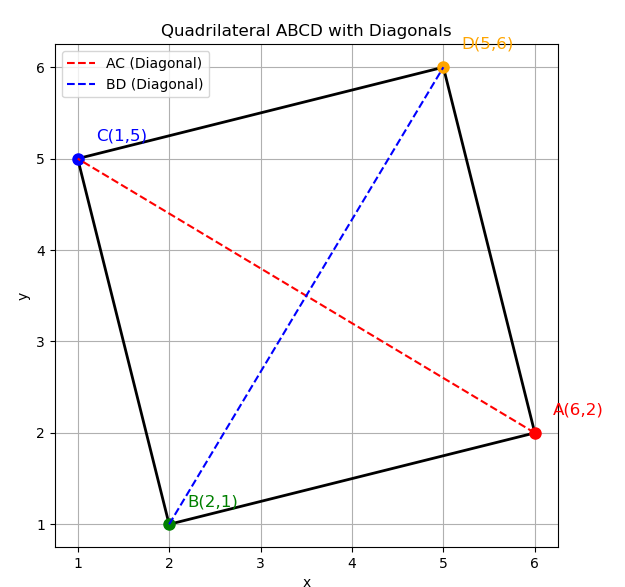 Quadrilateral ABCD with Diagonals
D(5,6)
AC (Diagonal)
BD (Diagonal)
C(1,5)
A(6,2)
B(2,1)
6
5
4
3
2
1
y
1 2 3 4 5 6
x